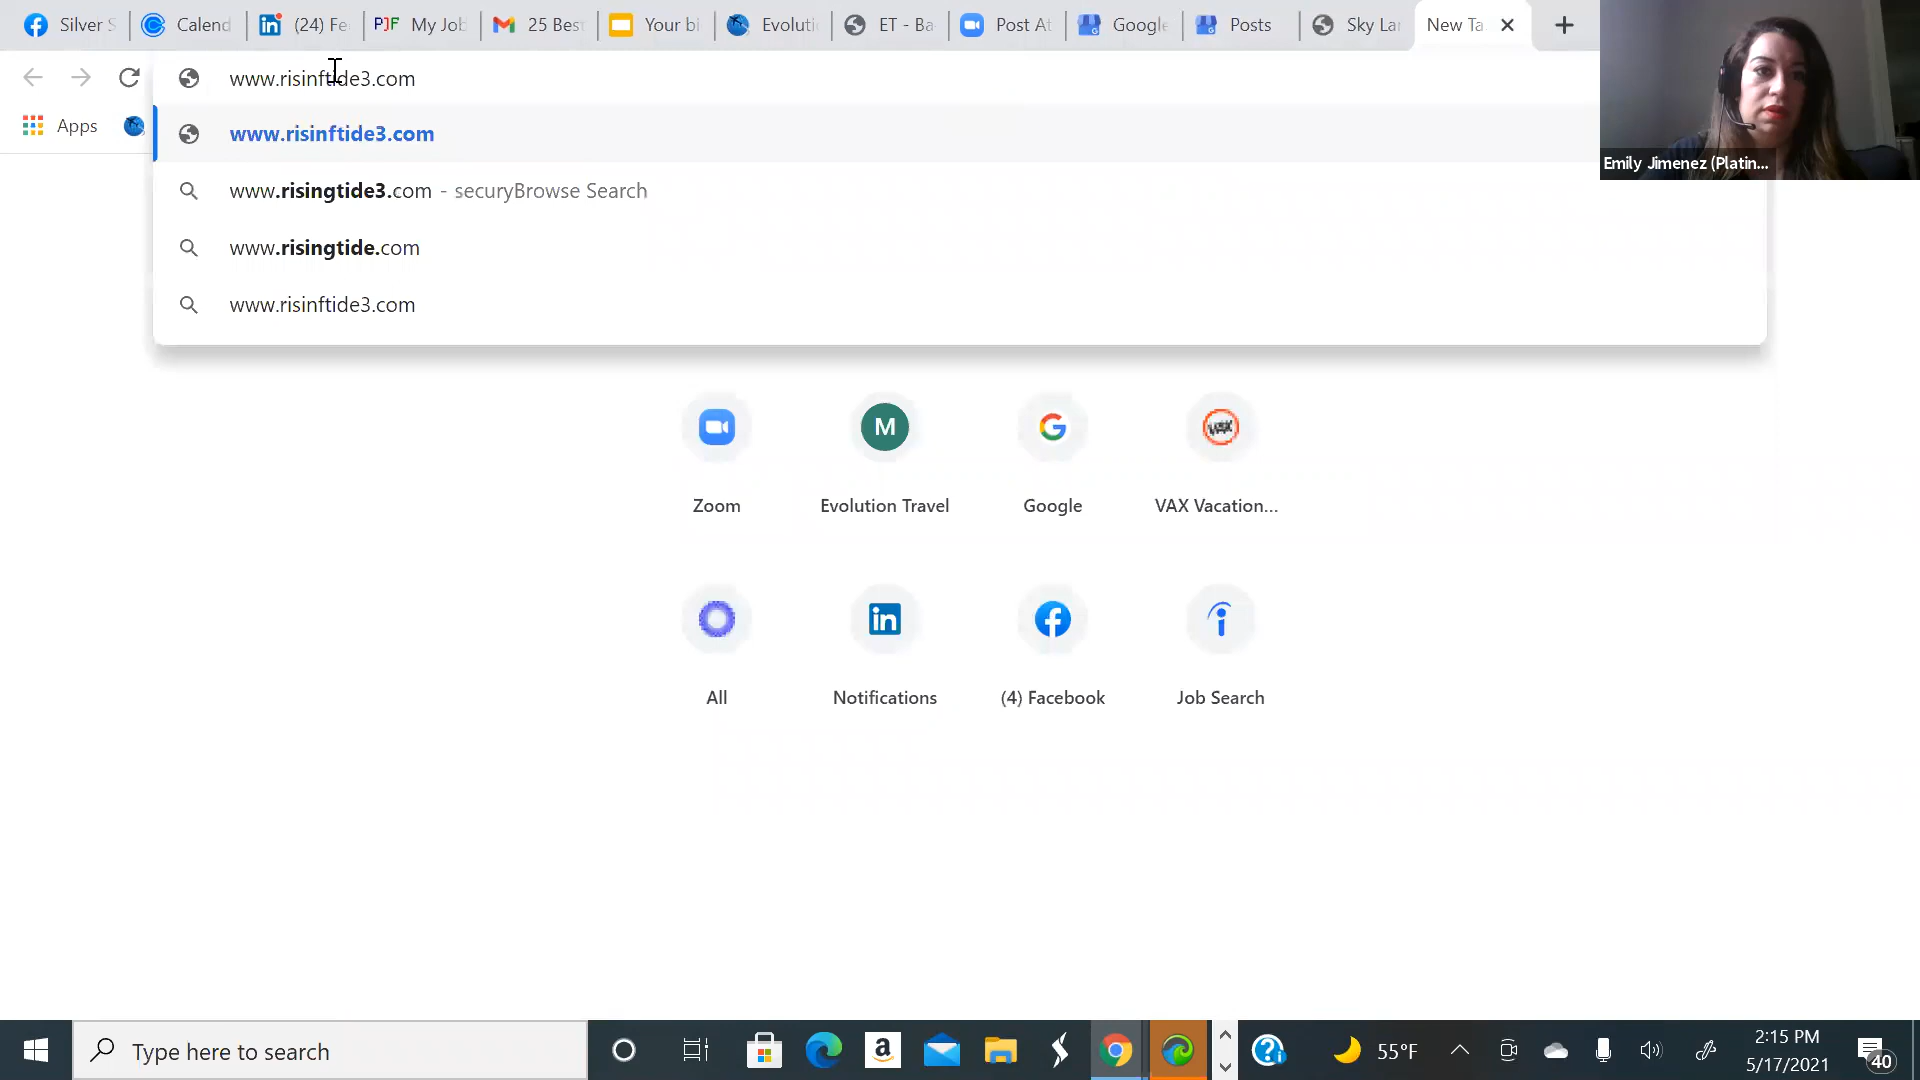 Silver S
Calend
(24) Fe
PJF My Job
25 Best
Your bi
Evoluti
ET - Ba
Post At
Google
Posts
Sky Lar
New Ta
www.risinftide3.com
Apps
www.risinftide3.com
www.risingtide3.com - securyBrowse Search
www.risingtide.com
www.risinftide3.com
Emily Jimenez (Platin...
M
VAX
Zoom
Evolution Travel
Google
VAX Vacation...
All
Notifications
(4) Facebook
Job Search
Type here to search
55°F
2:15 PM
5/17/2021
40